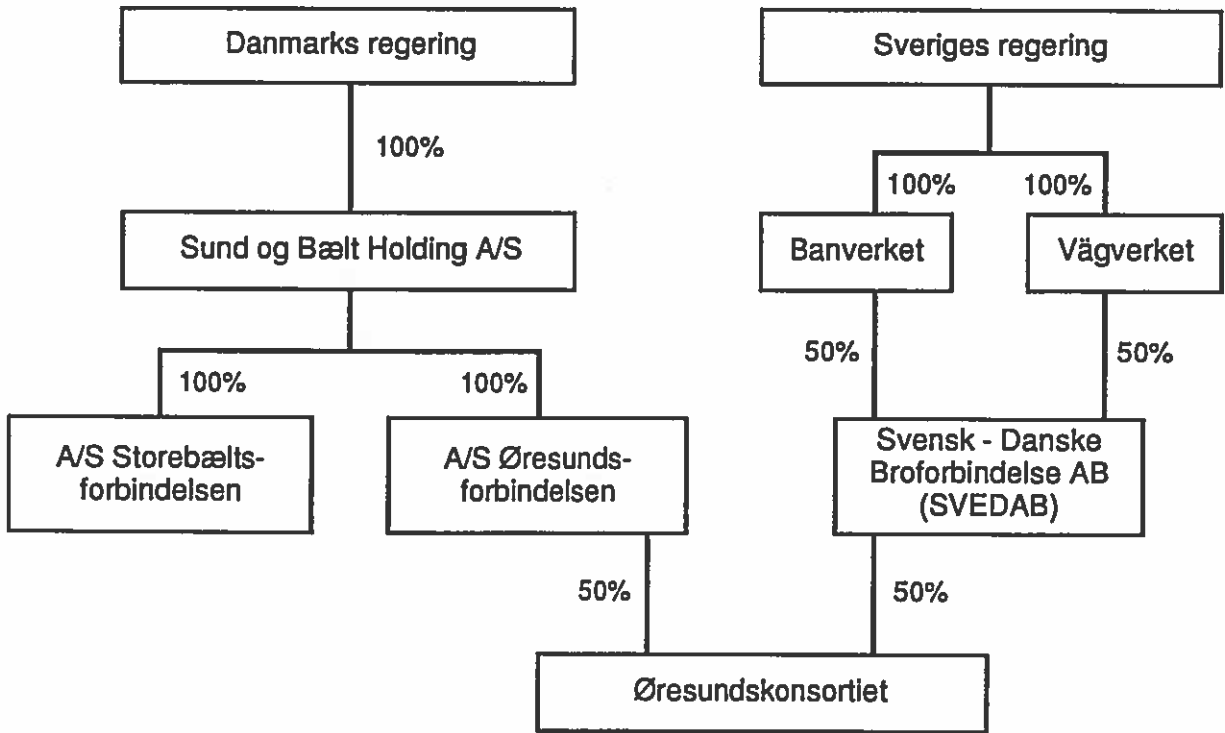 Danmarks regering
Sveriges regering
100%
100%
100%
Sund og Bælt Holding A/S
Banverket
Vägverket
50%
50%
100%
100%
A/S Storebælts-
forbindelsen
A/S Øresunds-
forbindelsen
Svensk - Danske
Broforbindelse AB
(SVEDAB)
50%
50%
Øresundskonsortiet